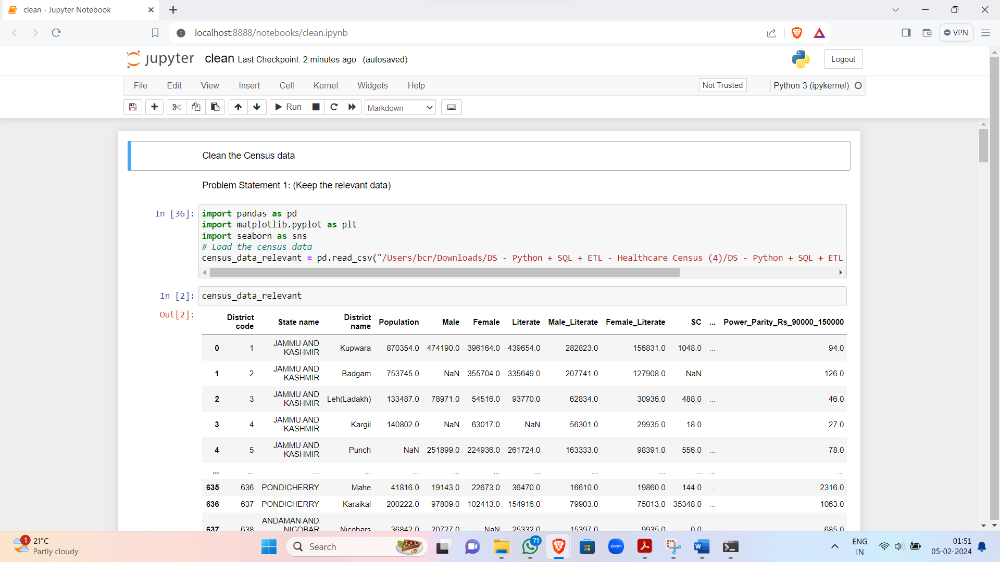 clean - Jupyter Notebook
localhost:8888/notebooks/clean.ipynb
VPN
jupyter clean Last Checkpoint: 2 minutes ago (autosaved)
Logout
File Edit View Insert Cell Kernel Widgets Help
Not Trusted
Python 3 (ipykernel)
Run
Markdown
Clean the Census data
Problem Statement 1: (Keep the relevant data)
In [36]:
import pandas as pd
import matplotlib.pyplot as plt
import seaborn as sns
# Load the census data
census_data_relevant = pd.read_csv("/Users/bcr/Downloads/DS - Python + SQL + ETL - Healthcare Census (4)/DS - Python + SQL + ETL
In [2]: census_data_relevant
Out[2]:
District code State name District name Population Male Female Literate Male_Literate Female_Literate SC ... Power_Parity_Rs_90000_150000
0 1 JAMMU AND KASHMIR Kupwara 870354.0 474190.0 396164.0 439654.0 282823.0 156831.0 1048.0 ... 94.0
1 2 JAMMU AND KASHMIR Badgam 753745.0 NaN 355704.0 335649.0 207741.0 127908.0 NaN ... 126.0
2 3 JAMMU AND KASHMIR Leh(Ladakh) 133487.0 78971.0 54516.0 93770.0 62834.0 30936.0 488.0 ... 46.0
3 4 JAMMU AND KASHMIR Kargil 140802.0 NaN 63017.0 NaN 56301.0 29935.0 18.0 ... 27.0
4 5 JAMMU AND KASHMIR Punch NaN 251899.0 224936.0 261724.0 163333.0 98391.0 556.0 ... 78.0
... ... ... ... ... ... ... ... ... ... ... ... ...
635 636 PONDICHERRY Mahe 41816.0 19143.0 22673.0 36470.0 16610.0 19860.0 144.0 ... 2316.0
636 637 PONDICHERRY Karaikal 200222.0 97809.0 102413.0 154916.0 79903.0 75013.0 35348.0 ... 1063.0
637 638 ANDAMAN AND NICOBAR Nicobars 36842.0 20727.0 NaN 25332.0 15397.0 9935.0 0.0 ... 685.0
1
21°C
Partly cloudy
Search
71
zoom
ENG
IN
01:51
05-02-2024